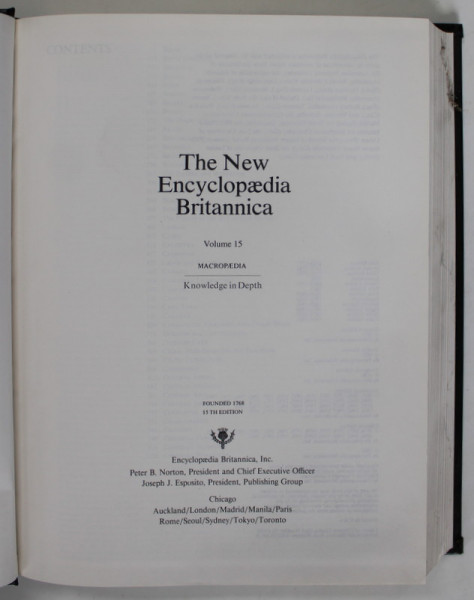 The New
Encyclopædia
Britannica
Volume 15
MACROPÆDIA
Knowledge in Depth
FOUNDED 1768
15 TH EDITION
Encyclopædia Britannica, Inc.
Peter B. Norton, President and Chief Executive Officer
Joseph J. Esposito, President, Publishing Group
Chicago
Auckland/London/Madrid/Manila/Paris
Rome/Seoul/Sydney/Tokyo/Toronto